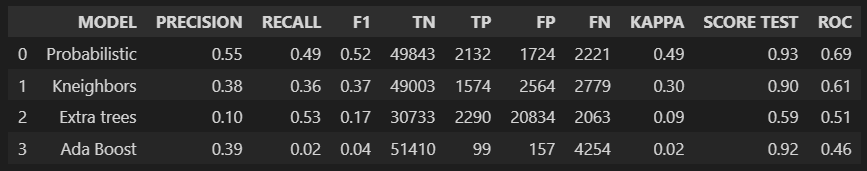 MODEL PRECISION RECALL F1 TN TP FP FN KAPPA SCORE TEST ROC
0 Probabilistic 0.55 0.49 0.52 49843 2132 1724 2221 0.49 0.93 0.69
1 Kneighbors 0.38 0.36 0.37 49003 1574 2564 2779 0.30 0.90 0.61
2 Extra trees 0.10 0.53 0.17 30733 2290 20834 2063 0.09 0.59 0.51
3 Ada Boost 0.39 0.02 0.04 51410 99 157 4254 0.02 0.92 0.46